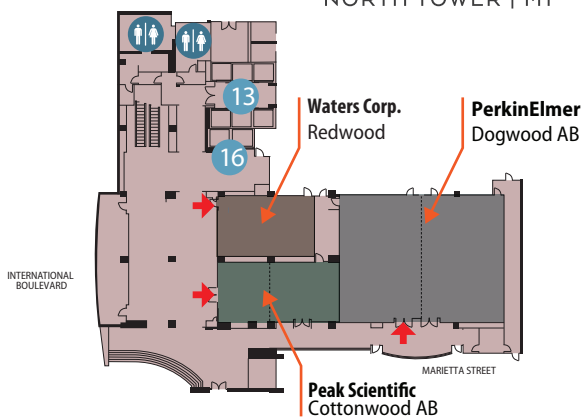 NORTH TOWER | M1
13
16
Waters Corp.
Redwood
PerkinElmer
Dogwood AB
INTERNATIONAL
BOULEVARD
MARIETTA STREET
Peak Scientific
Cottonwood AB